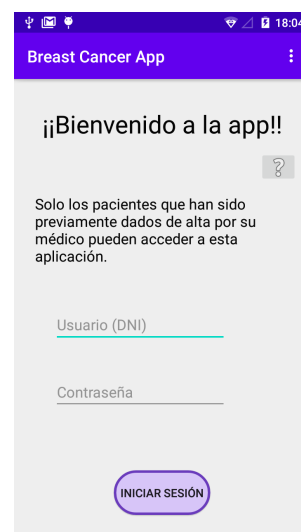 18:04
Breast Cancer App
¡¡Bienvenido a la app!!
?
Solo los pacientes que han sido
previamente dados de alta por su
médico pueden acceder a esta
aplicación.
Usuario (DNI)
Contraseña
INICIAR SESIÓN